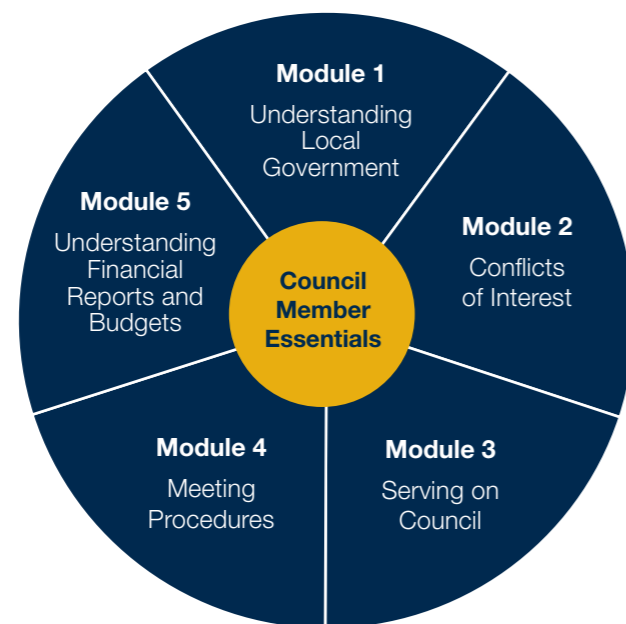 Module 1
Understanding
Local
Government
Module 2
Conflicts
of Interest
Module 3
Serving on
Council
Module 4
Meeting
Procedures
Module 5
Understanding
Financial
Reports and
Budgets
Council
Member
Essentials